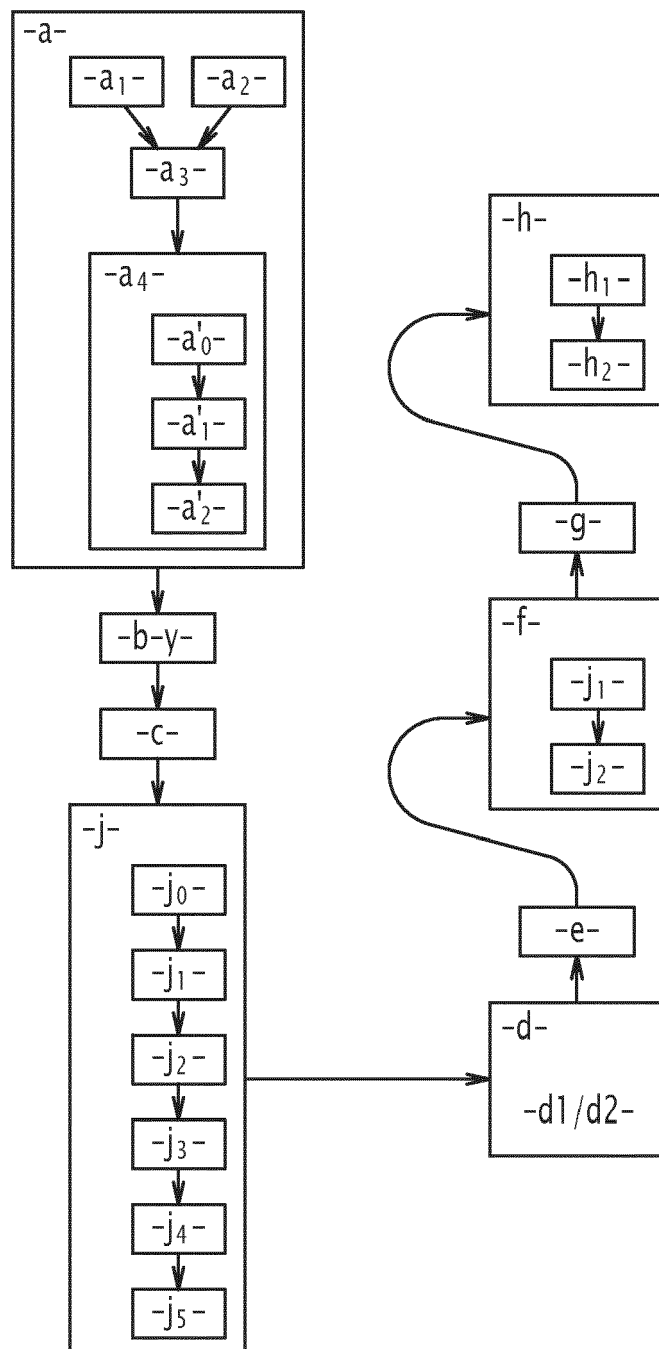 -a-
-a₁- -a₂-
-a₃-
-a₄-
-a'₀-
-a'₁-
-a'₂-
-b-y-
-c-
-j-
-j₀-
-j₁-
-j₂-
-j₃-
-j₄-
-j₅-
-h-
-h₁-
-h₂-
-g-
-f-
-j₁-
-j₂-
-e-
-d-
-d1/d2-